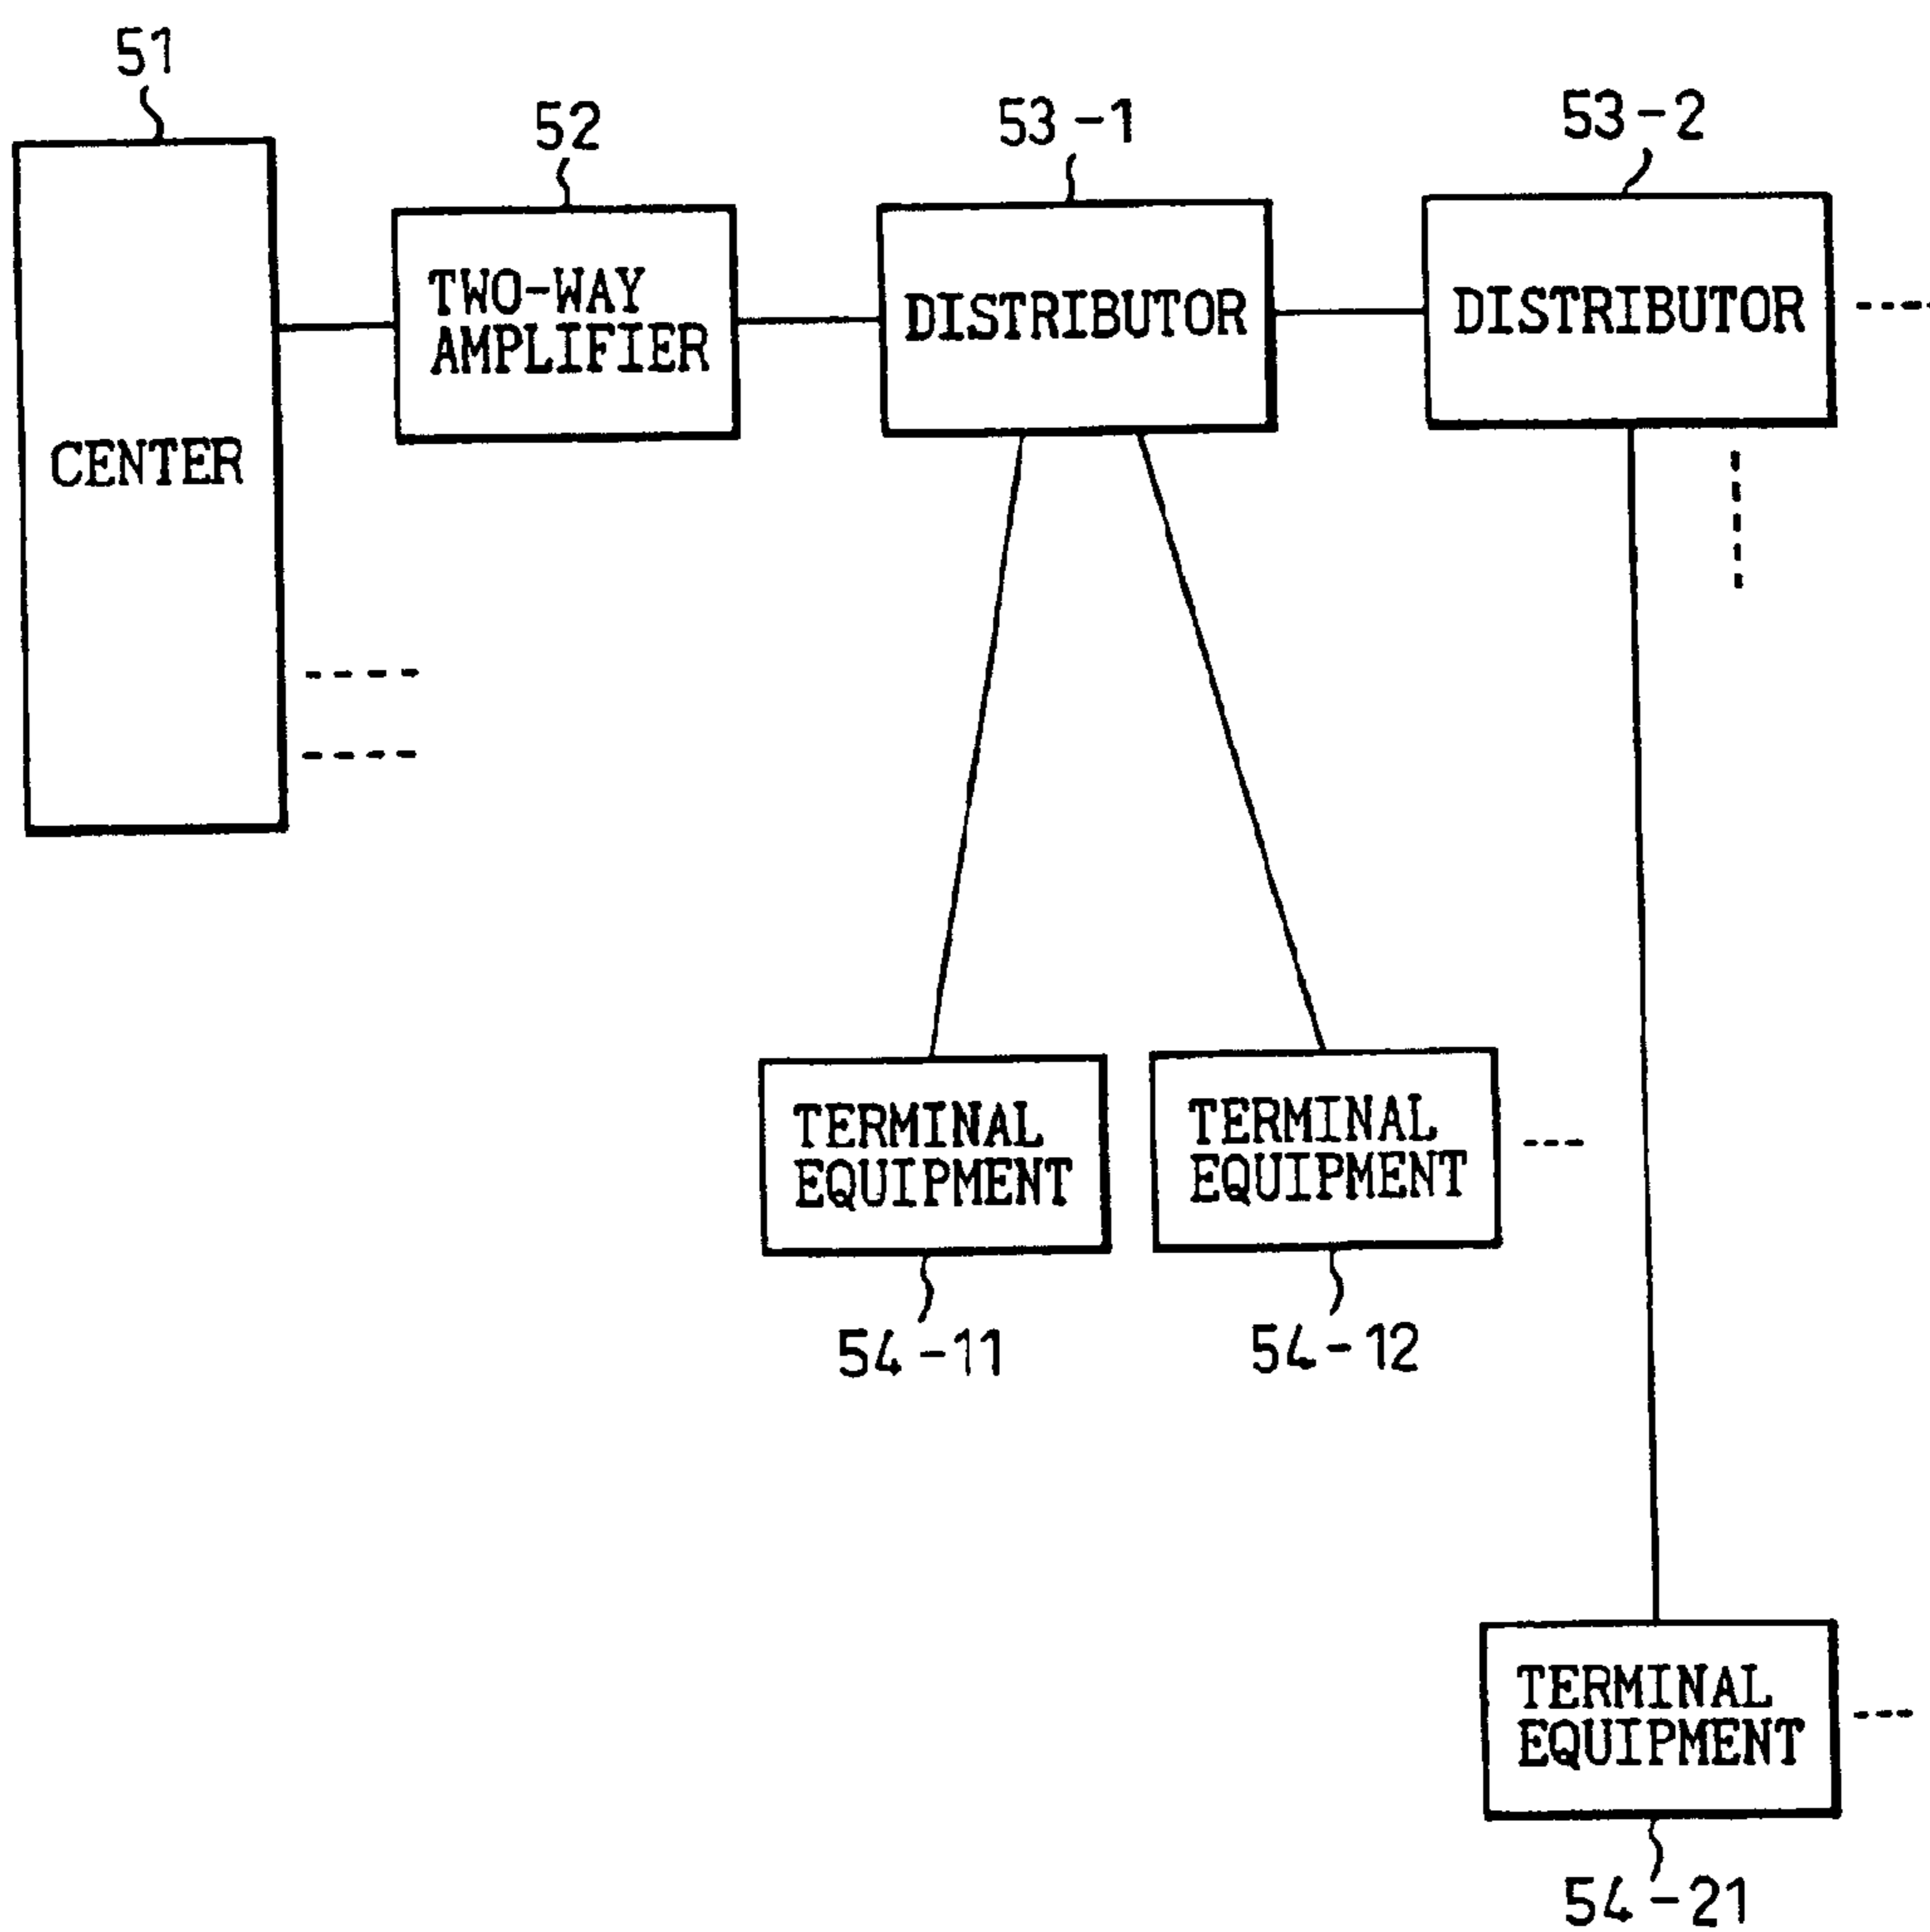 51
52
53-1
53-2
CENTER
TWO-WAY
AMPLIFIER
DISTRIBUTOR
DISTRIBUTOR
TERMINAL
EQUIPMENT
TERMINAL
EQUIPMENT
54-11
54-12
TERMINAL
EQUIPMENT
54-21